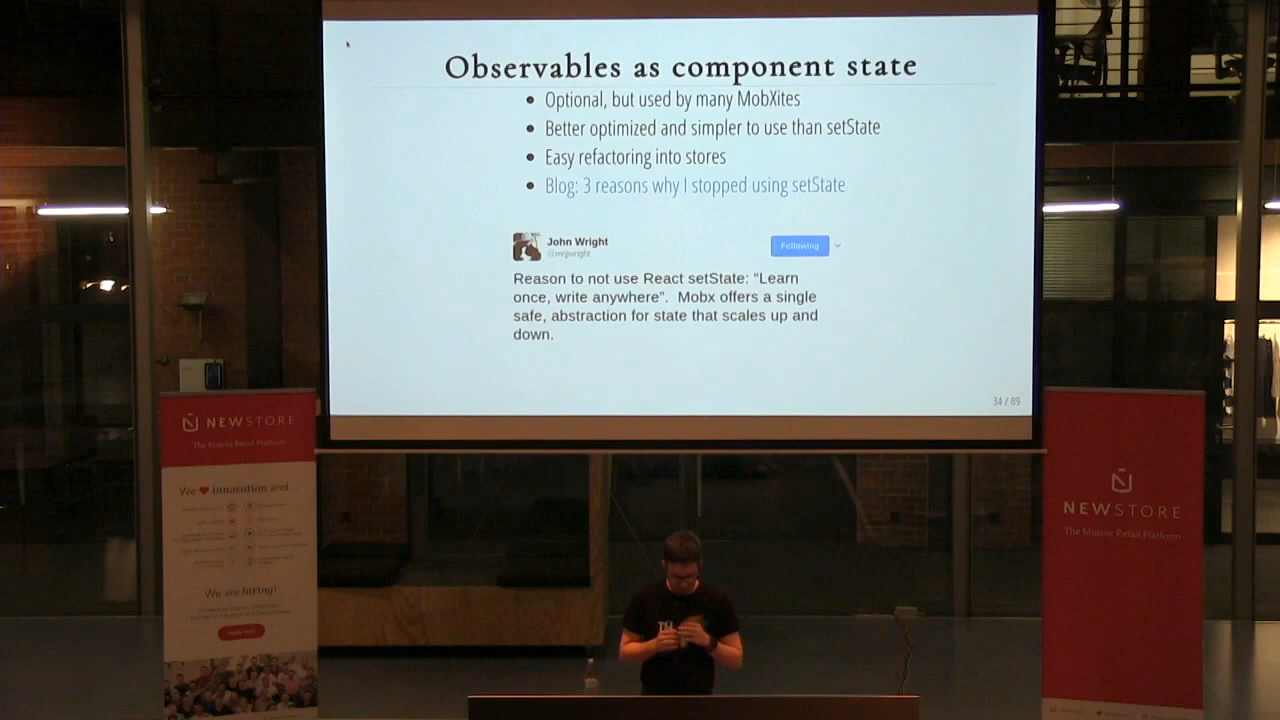 Observables as component state
Optional, but used by many MobXites
Better optimized and simpler to use than setState
Easy refactoring into stores
Blog: 3 reasons why I stopped using setState
John Wright
@mrjjwright
Following
Reason to not use React setState: “Learn
once, write anywhere”. Mobx offers a single
safe, abstraction for state that scales up and
down.
34 / 89
NEWSTORE
The Mobile Retail Platform
We ❤ innovation and...
We are hiring!
NEWSTORE
The Mobile Retail Platform